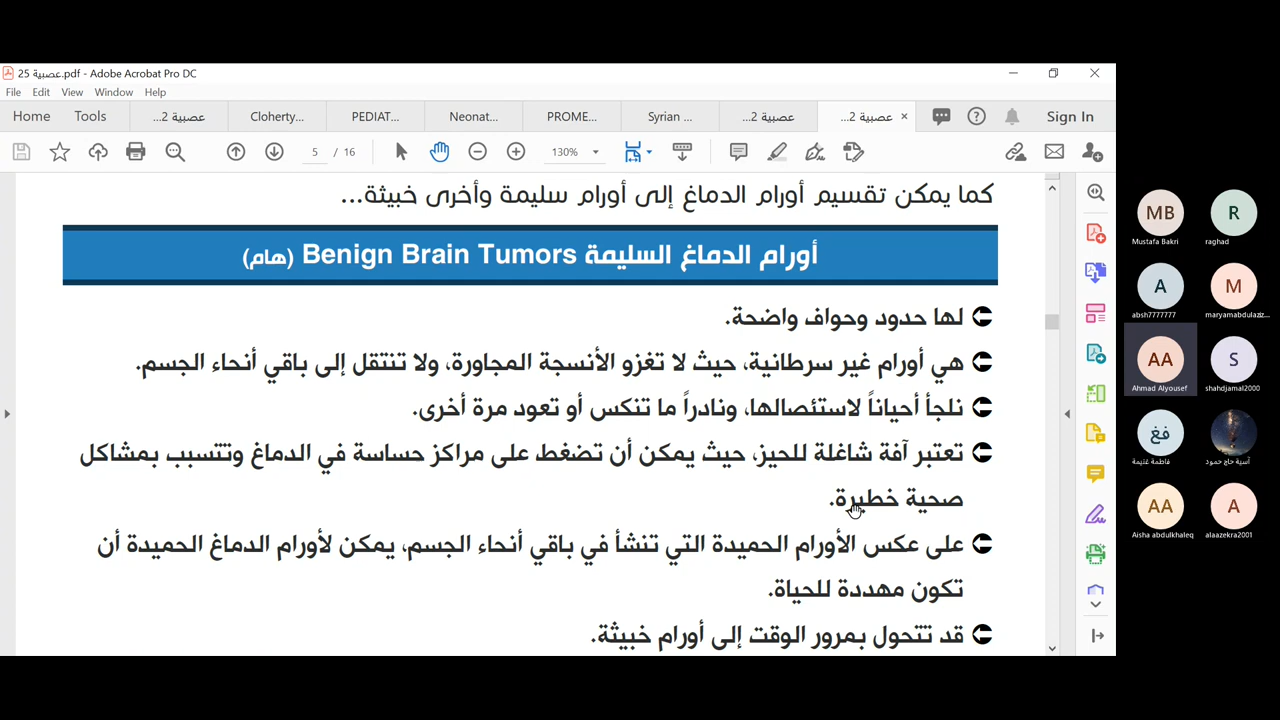 عصبية 25.pdf - Adobe Acrobat Pro DC
File Edit View Window Help
Home Tools عصبية 2... Cloherty... PEDIAT... Neonat... PROME... Syrian ... عصبية 2... عصبية 2... × Sign In
5 / 16 130%
كما يمكن تقسيم أورام الدماغ إلى أورام سليمة وأخرى خبيثة...
أورام الدماغ السليمة Benign Brain Tumors (هام)
لها حدود وحواف واضحة.
هي أورام غير سرطانية، حيث لا تغزو الأنسجة المجاورة، ولا تنتقل إلى باقي أنحاء الجسم.
نلجأ أحياناً لاستئصالها، ونادراً ما تنكس أو تعود مرة أخرى.
تعتبر آفة شاغلة للحيز، حيث يمكن أن تضغط على مراكز حساسة في الدماغ وتتسبب بمشاكل
صحية خطيرة.
على عكس الأورام الحميدة التي تنشأ في باقي أنحاء الجسم، يمكن لأورام الدماغ الحميدة أن
تكون مهددة للحياة.
قد تتحول بمرور الوقت إلى أورام خبيثة.
MB R
Mustafa Bakri raghad
A M
absh7777777 maryamabdulaziz...
AA S
Ahmad Alyousef shahdjamal2000
فغ
فاطمة غنيمة آسية حاج حمود
AA A
Aisha abdulkhaleq alaazekra2001